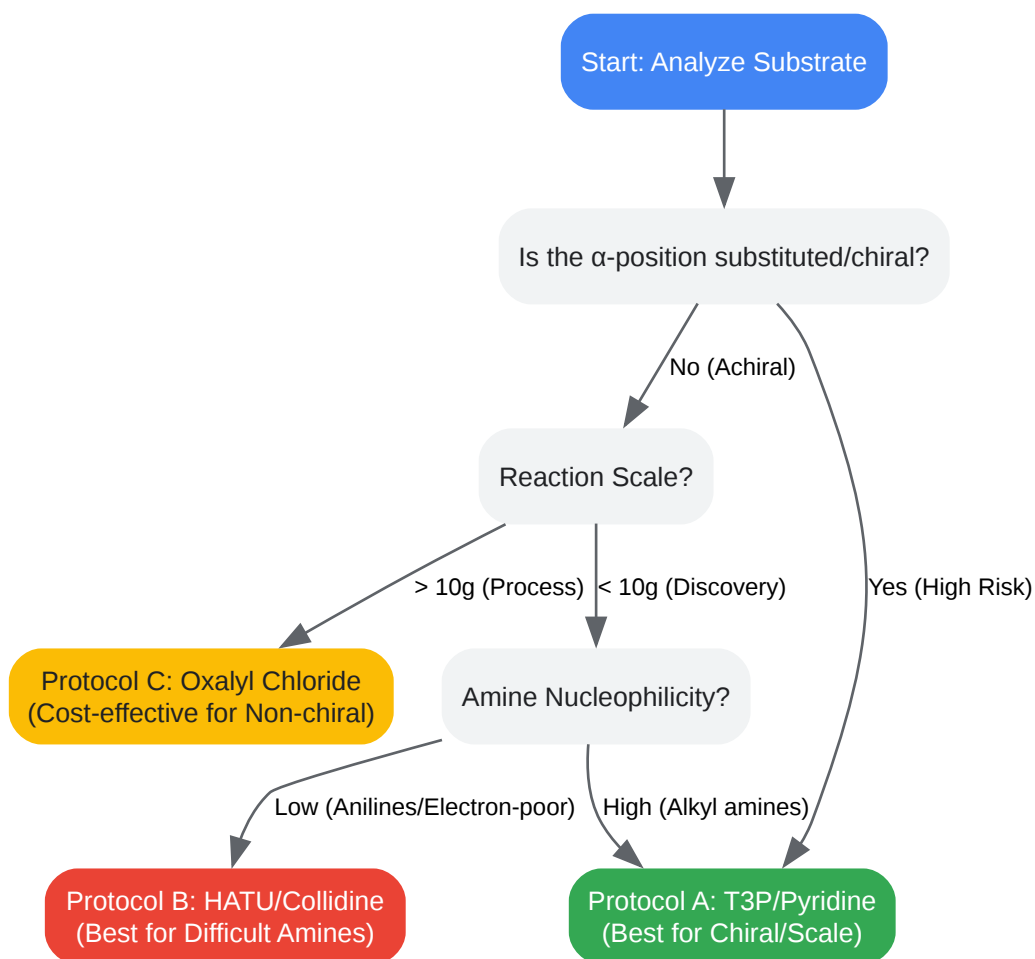 Start: Analyze Substrate
Is the α-position substituted/chiral?
No (Achiral)
Reaction Scale?
> 10g (Process)
< 10g (Discovery)
Yes (High Risk)
Protocol C: Oxalyl Chloride
(Cost-effective for Non-chiral)
Amine Nucleophilicity?
Low (Anilines/Electron-poor)
High (Alkyl amines)
Protocol B: HATU/Collidine
(Best for Difficult Amines)
Protocol A: T3P/Pyridine
(Best for Chiral/Scale)